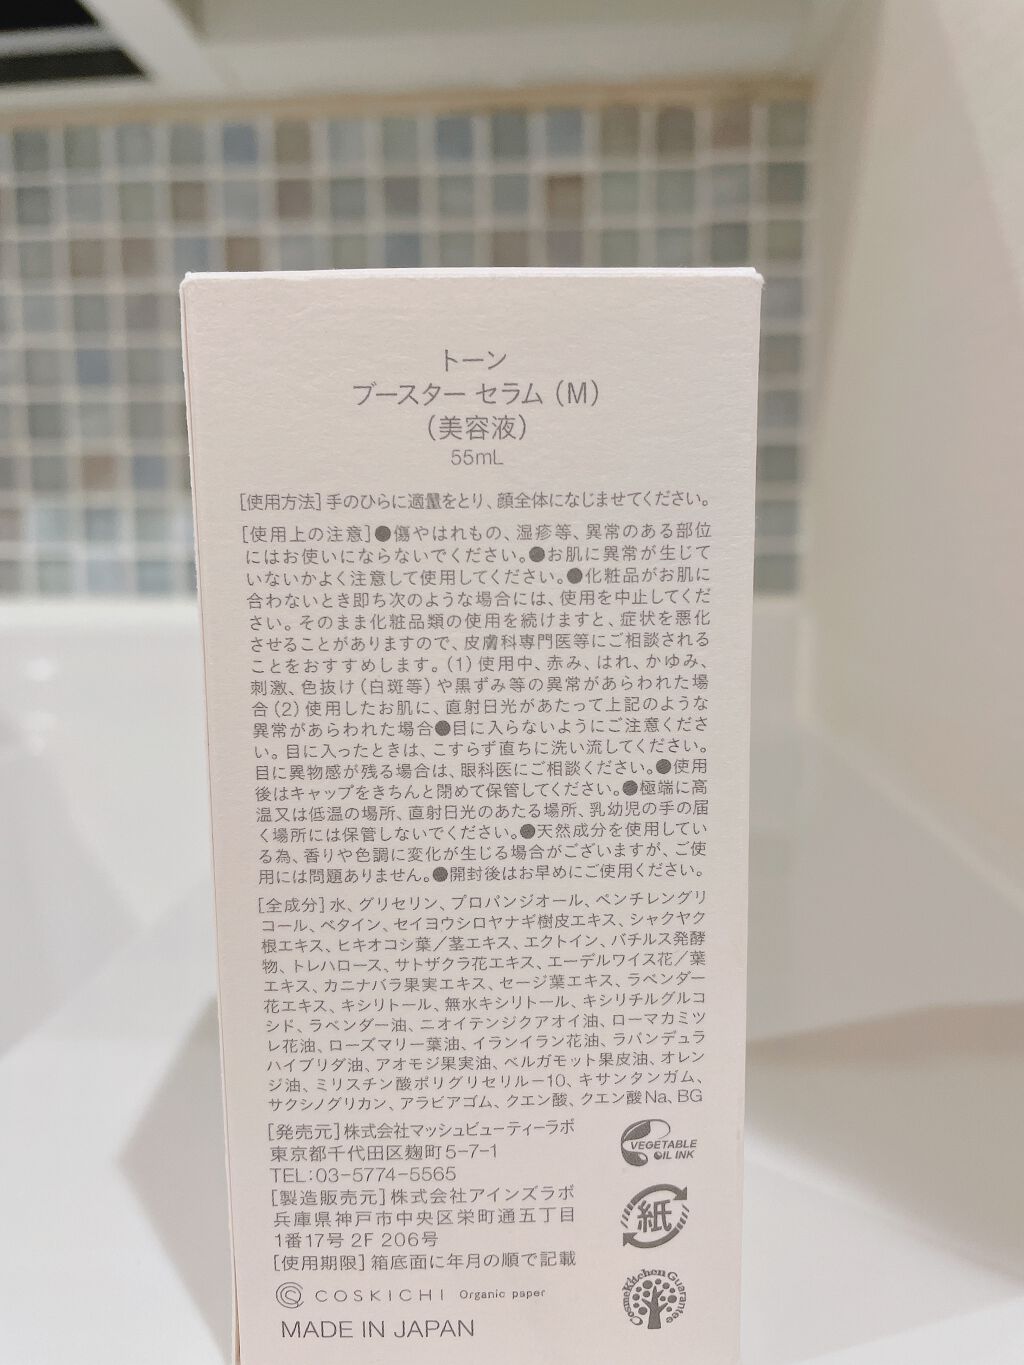 トーン
ブースター セラム（M）
（美容液）
55mL
［使用方法］手のひらに適量をとり、顔全体になじませてください。
［使用上の注意］●傷やはれもの、湿疹等、異常のある部位
にはお使いにならないでください。●お肌に異常が生じて
いないかよく注意して使用してください。●化粧品がお肌に
合わないとき即ち次のような場合には、使用を中止してくだ
さい。そのまま化粧品類の使用を続けますと、症状を悪化
させることがありますので、皮膚科専門医等にご相談される
ことをおすすめします。（1）使用中、赤み、はれ、かゆみ、
刺激、色抜け（白斑等）や黒ずみ等の異常があらわれた場
合（2）使用したお肌に、直射日光があたって上記のような
異常があらわれた場合●目に入らないようにご注意くださ
い。目に入ったときは、こすらず直ちに洗い流してください。
目に異物感が残る場合は、眼科医にご相談ください。●使用
後はキャップをきちんと閉めて保管してください。●極端に高
温又は低温の場所、直射日光のあたる場所、乳幼児の手の届
く場所には保管しないでください。●天然成分を使用してい
る為、香りや色調に変化が生じる場合がございますが、ご使
用には問題ありません。●開封後はお早めにご使用ください。
［全成分］水、グリセリン、プロパンジオール、ペンチレングリ
コール、ベタイン、セイヨウシロヤナギ樹皮エキス、シャクヤク
根エキス、ヒキオコシ葉／茎エキス、エクトイン、バチルス発酵
物、トレハロース、サトザクラ花エキス、エーデルワイス花／葉
エキス、カニナバラ果実エキス、セージ葉エキス、ラベンダー
花エキス、キシリトール、無水キシリトール、キシリチルグルコ
シド、ラベンダー油、ニオイテンジクアオイ油、ローマカミツ
レ花油、ローズマリー葉油、イランイラン花油、ラバンデュラ
ハイブリダ油、アオモジ果実油、ベルガモット果皮油、オレン
ジ油、ミリスチン酸ポリグリセリル－10、キサンタンガム、
サクシノグリカン、アラビアゴム、クエン酸、クエン酸Na、BG
［発売元］株式会社マッシュビューティーラボ
東京都千代田区麹町5-7-1
TEL:03-5774-5565
［製造販売元］株式会社アインズラボ
兵庫県神戸市中央区栄町通五丁目
1番17号 2F 206号
［使用期限］箱底面に年月の順で記載
COSKICHI Organic paper
MADE IN JAPAN
VEGETABLE
OIL INK
紙
CosmeKitchen Guarantee